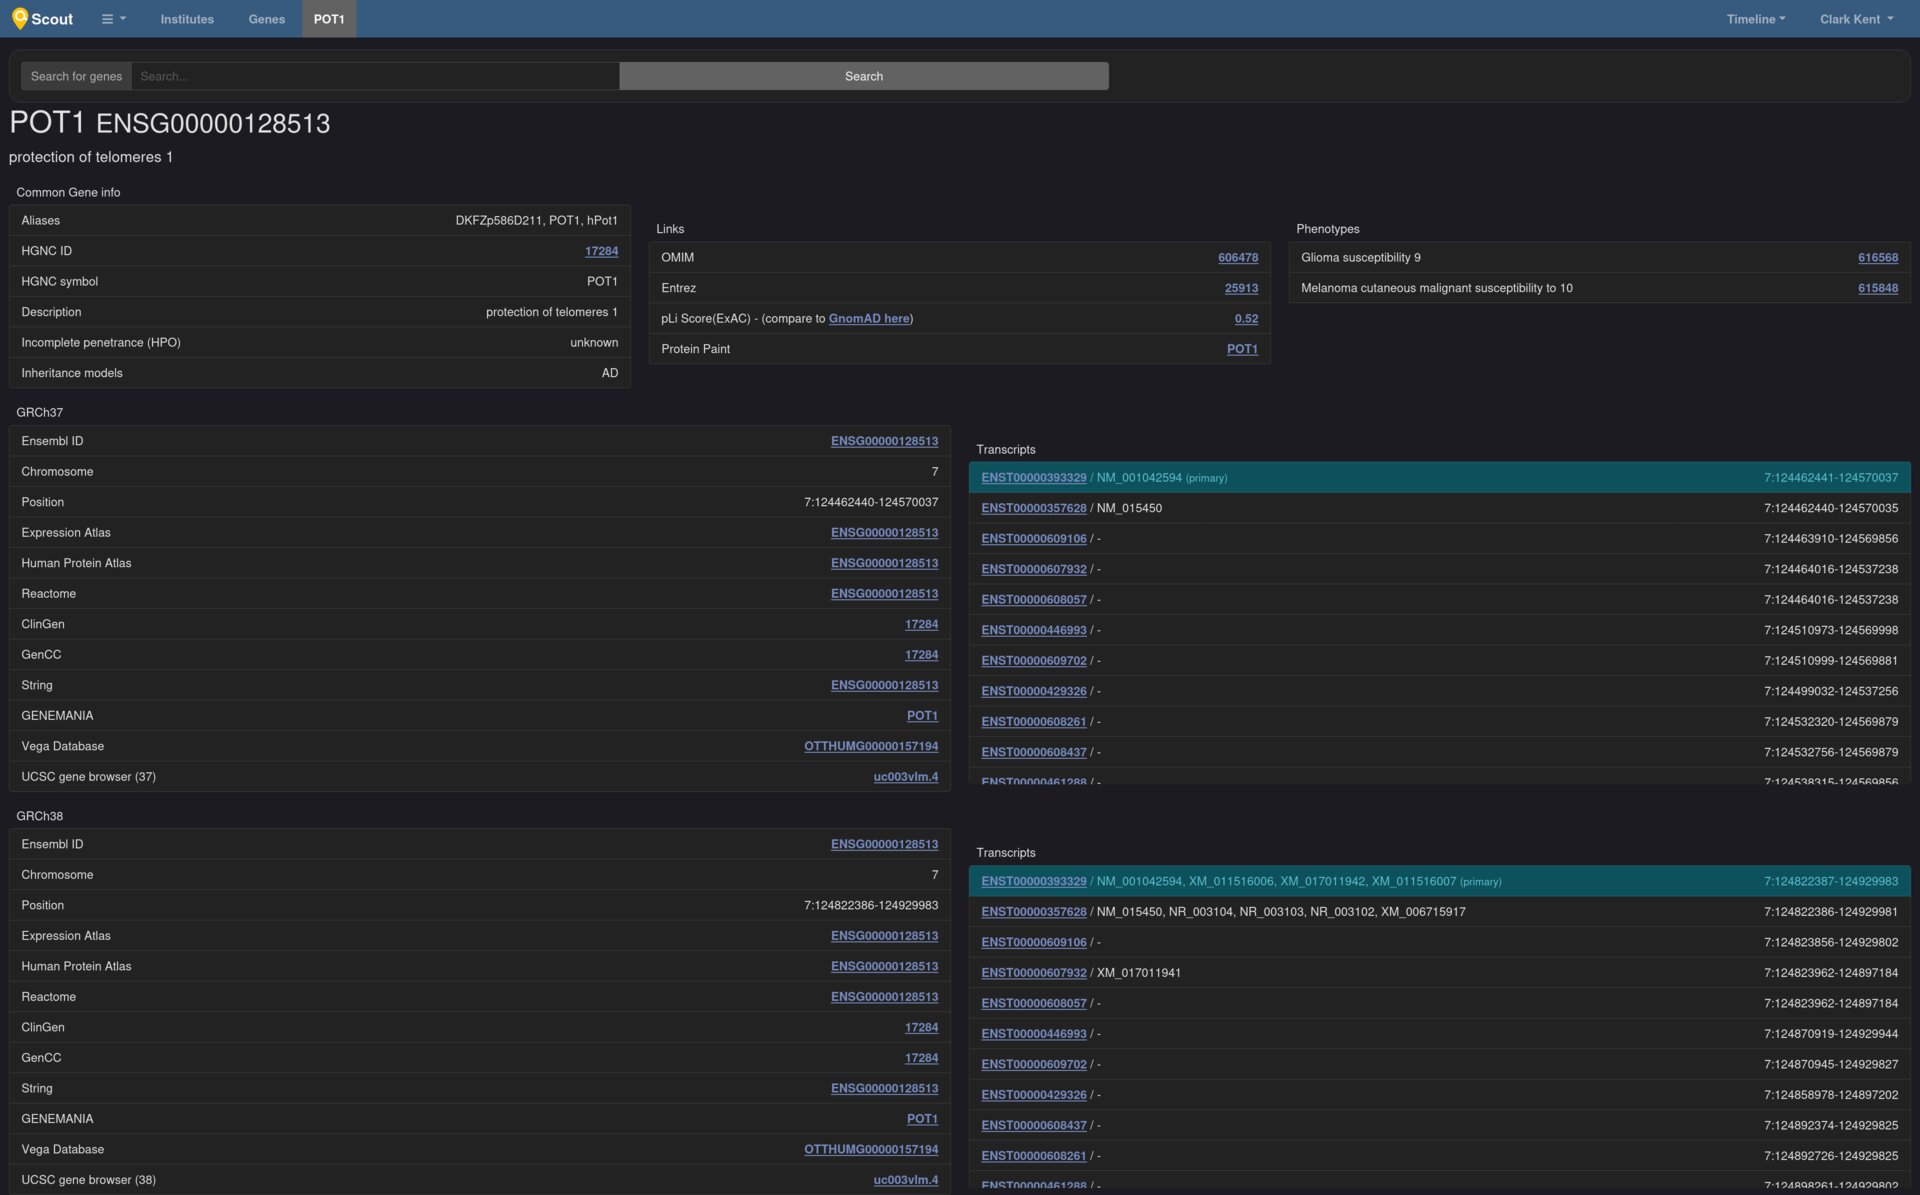 Scout Institutes Genes POT1 Timeline Clark Kent
Search for genes Search... Search
POT1 ENSG00000128513
protection of telomeres 1
Common Gene info
Aliases DKFZp586D211, POT1, hPot1
HGNC ID 17284
HGNC symbol POT1
Description protection of telomeres 1
Incomplete penetrance (HPO) unknown
Inheritance models AD
Links
OMIM 606478
Entrez 25913
pLi Score(ExAC) - (compare to GnomAD here) 0.52
Protein Paint POT1
Phenotypes
Glioma susceptibility 9 616568
Melanoma cutaneous malignant susceptibility to 10 615848
GRCh37
Ensembl ID ENSG00000128513
Chromosome 7
Position 7:124462440-124570037
Expression Atlas ENSG00000128513
Human Protein Atlas ENSG00000128513
Reactome ENSG00000128513
ClinGen 17284
GenCC 17284
String ENSG00000128513
GENEMANIA POT1
Vega Database OTTHUMG00000157194
UCSC gene browser (37) uc003vlm.4
Transcripts
ENST00000393329 / NM_001042594 (primary) 7:124462441-124570037
ENST00000357628 / NM_015450 7:124462440-124570035
ENST00000609106 / - 7:124463910-124569856
ENST00000607932 / - 7:124464016-124537238
ENST00000608057 / - 7:124464016-124537238
ENST00000446993 / - 7:124510973-124569998
ENST00000609702 / - 7:124510999-124569881
ENST00000429326 / - 7:124499032-124537256
ENST00000608261 / - 7:124532320-124569879
ENST00000608437 / - 7:124532756-124569879
ENST00000461288 / - 7:124538315-124569856
GRCh38
Ensembl ID ENSG00000128513
Chromosome 7
Position 7:124822386-124929983
Expression Atlas ENSG00000128513
Human Protein Atlas ENSG00000128513
Reactome ENSG00000128513
ClinGen 17284
GenCC 17284
String ENSG00000128513
GENEMANIA POT1
Vega Database OTTHUMG00000157194
UCSC gene browser (38) uc003vlm.4
Transcripts
ENST00000393329 / NM_001042594, XM_011516006, XM_017011942, XM_011516007 (primary) 7:124822387-124929983
ENST00000357628 / NM_015450, NR_003104, NR_003103, NR_003102, XM_006715917 7:124822386-124929981
ENST00000609106 / - 7:124823856-124929802
ENST00000607932 / XM_017011941 7:124823962-124897184
ENST00000608057 / - 7:124823962-124897184
ENST00000446993 / - 7:124870919-124929944
ENST00000609702 / - 7:124870945-124929827
ENST00000429326 / - 7:124858978-124897202
ENST00000608437 / - 7:124892374-124929825
ENST00000608261 / - 7:124892726-124929825
ENST00000461288 / - 7:124898261-124929802